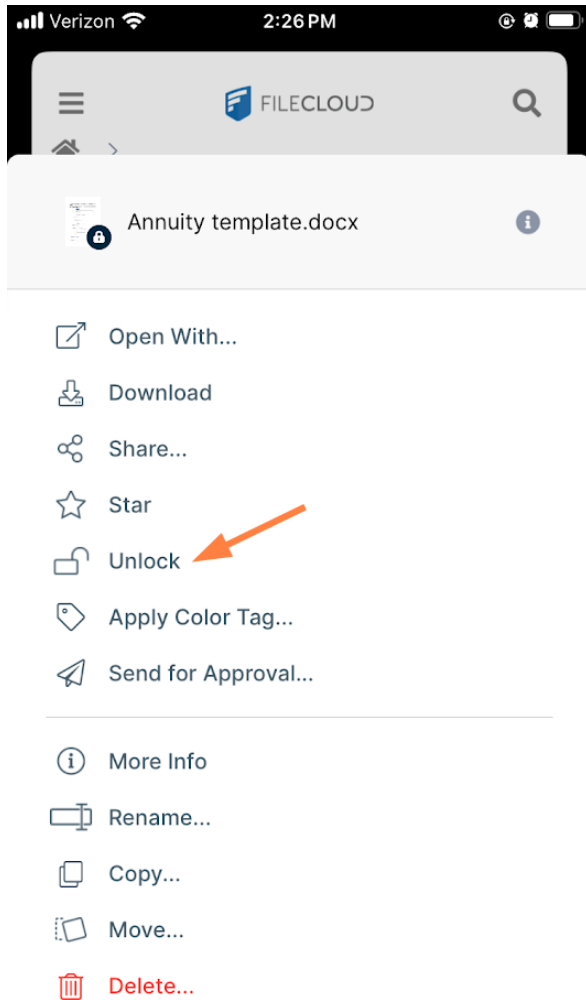 Verizon 2:26 PM
FILECLOUD
Annuity template.docx
Open With...
Download
Share...
Star
Unlock
Apply Color Tag...
Send for Approval...
More Info
Rename...
Copy...
Move...
Delete...